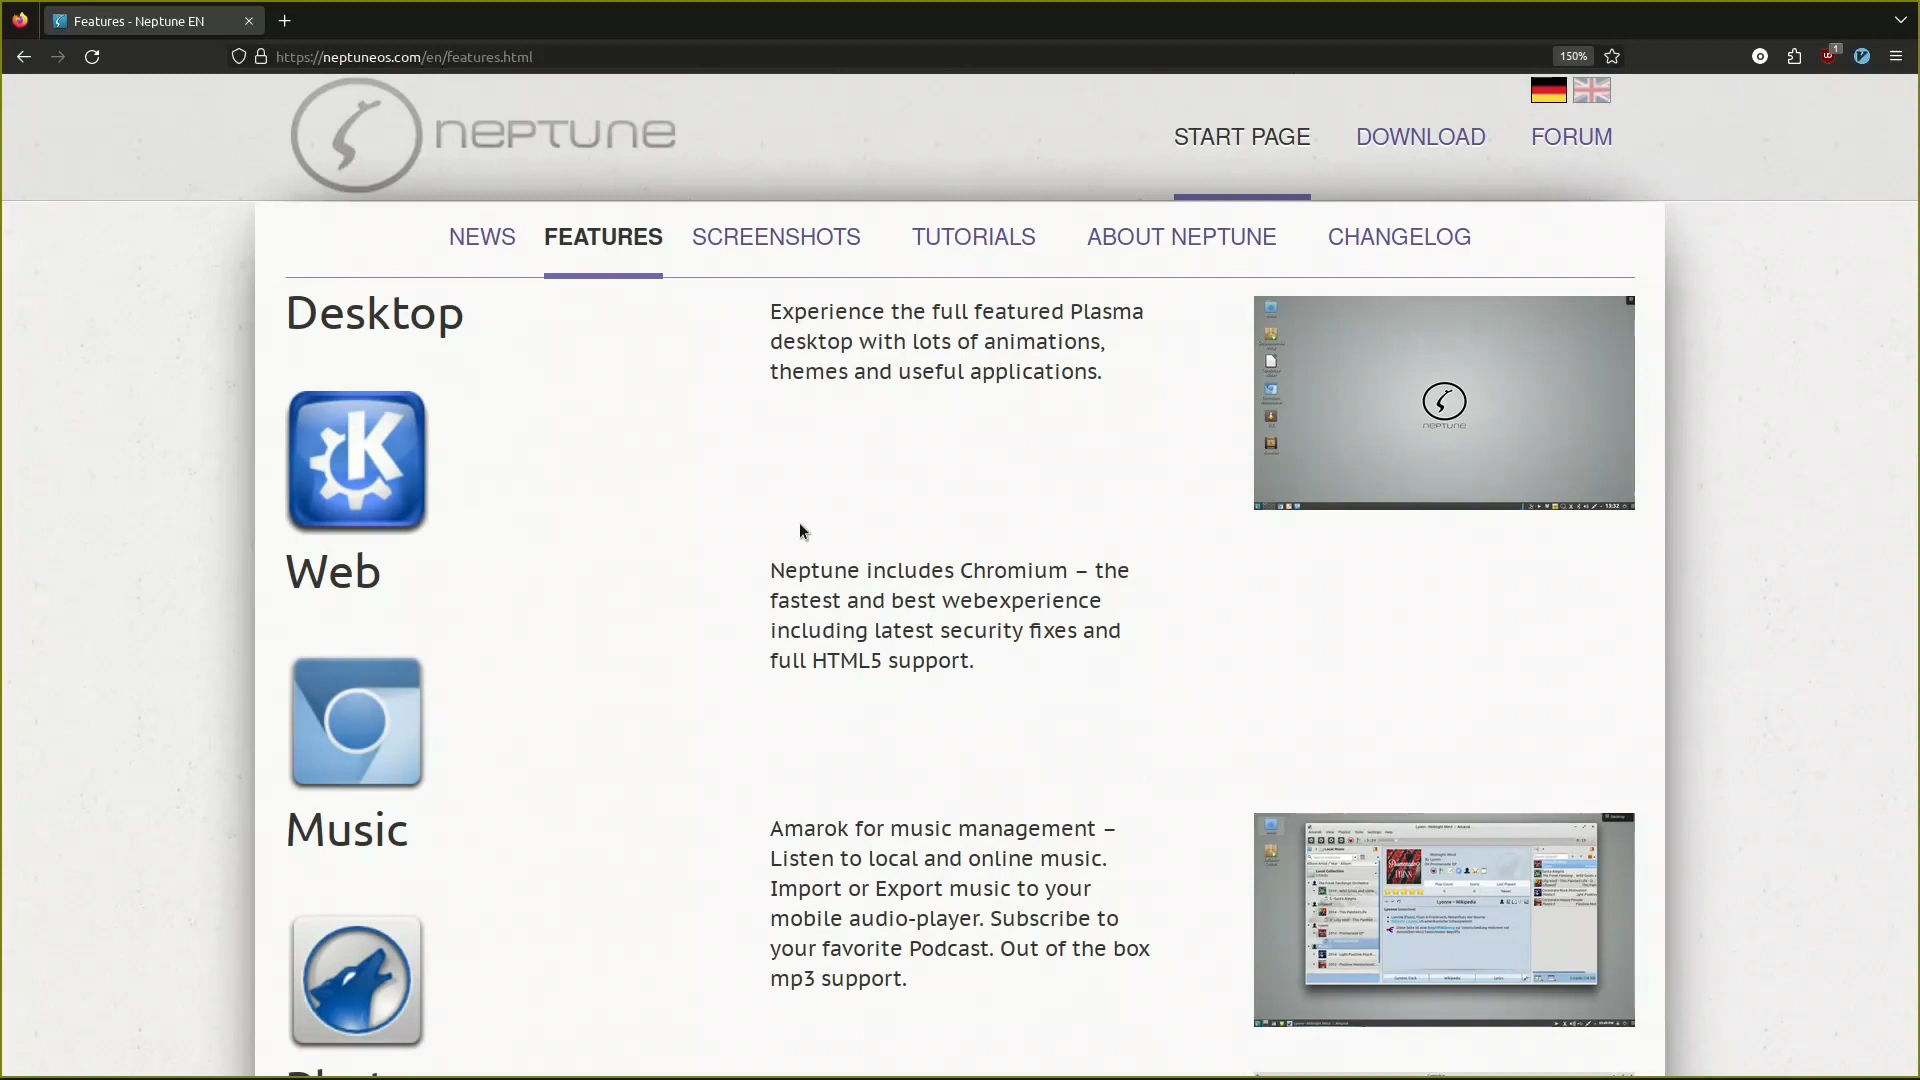 Features - Neptune EN
https://neptuneos.com/en/features.html
150%
1
NEPTUNE
START PAGE
DOWNLOAD
FORUM
NEWS
FEATURES
SCREENSHOTS
TUTORIALS
ABOUT NEPTUNE
CHANGELOG
Desktop
Experience the full featured Plasma
desktop with lots of animations,
themes and useful applications.
NEPTUNE
13:32
Web
Neptune includes Chromium – the
fastest and best webexperience
including latest security fixes and
full HTML5 support.
Music
Amarok for music management –
Listen to local and online music.
Import or Export music to your
mobile audio-player. Subscribe to
your favorite Podcast. Out of the box
mp3 support.